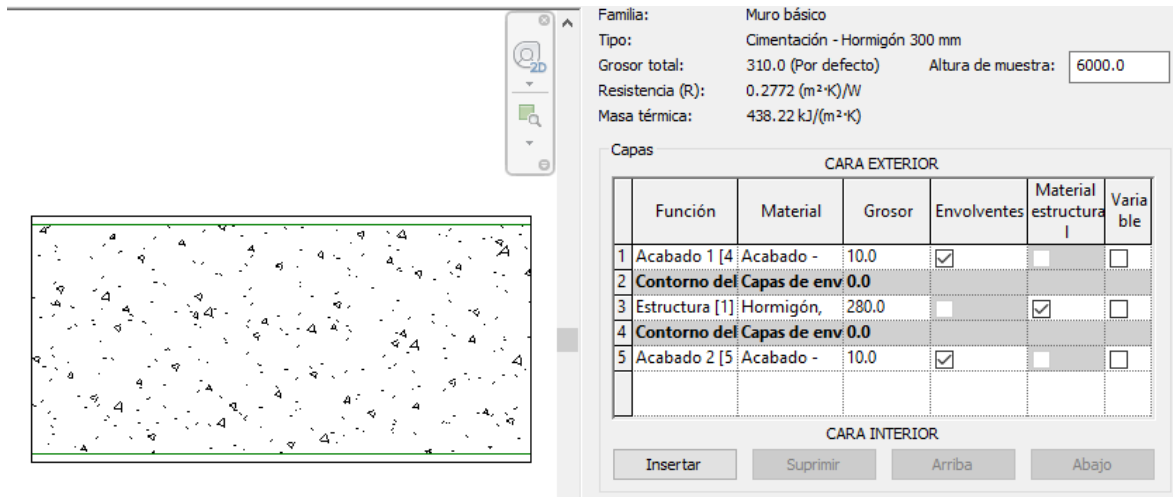 2D
Familia: Muro básico
Tipo: Cimentación - Hormigón 300 mm
Grosor total: 310.0 (Por defecto) Altura de muestra: 6000.0
Resistencia (R): 0.2772 (m²·K)/W
Masa térmica: 438.22 kJ/(m²·K)
Capas
CARA EXTERIOR
Función Material Grosor Envolventes Material estructural Variable
1 Acabado 1 [4 Acabado - 10.0
2 Contorno del Capas de env 0.0
3 Estructura [1] Hormigón, 280.0
4 Contorno del Capas de env 0.0
5 Acabado 2 [5 Acabado - 10.0
CARA INTERIOR
Insertar Suprimir Arriba Abajo